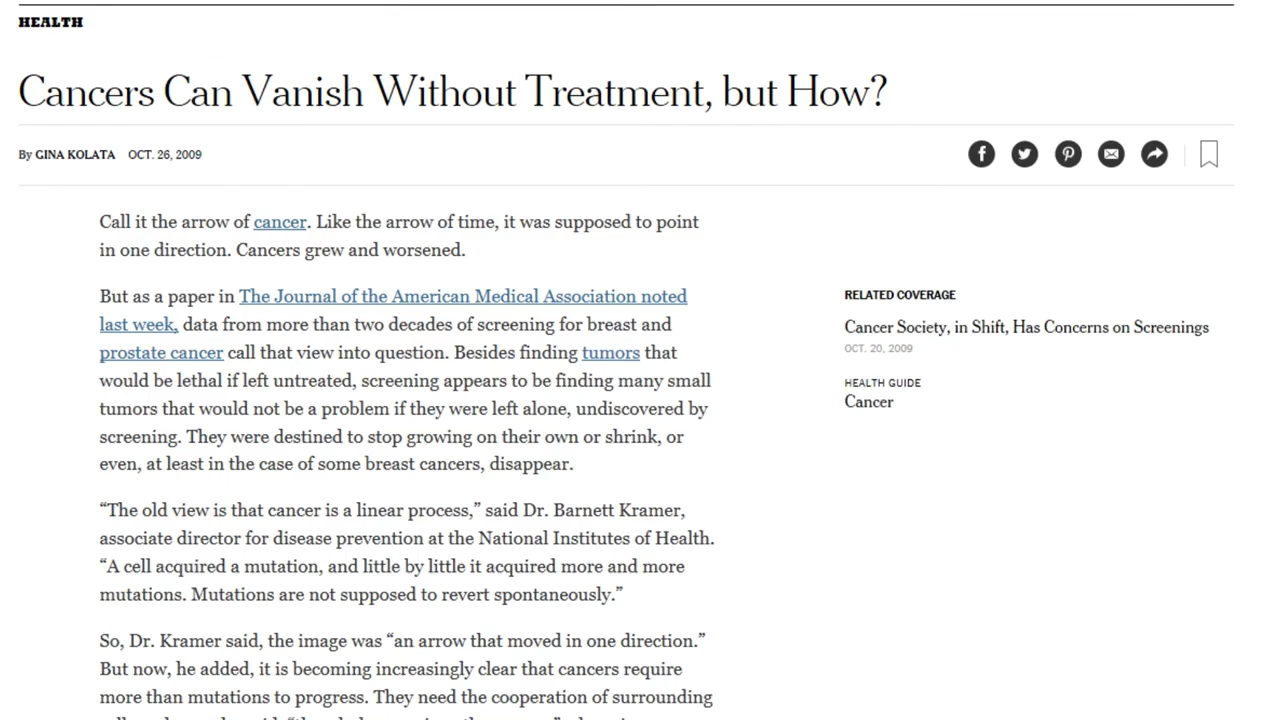 HEALTH
Cancers Can Vanish Without Treatment, but How?
By GINA KOLATA OCT. 26, 2009
Call it the arrow of cancer. Like the arrow of time, it was supposed to point
in one direction. Cancers grew and worsened.
But as a paper in The Journal of the American Medical Association noted
last week, data from more than two decades of screening for breast and
prostate cancer call that view into question. Besides finding tumors that
would be lethal if left untreated, screening appears to be finding many small
tumors that would not be a problem if they were left alone, undiscovered by
screening. They were destined to stop growing on their own or shrink, or
even, at least in the case of some breast cancers, disappear.
“The old view is that cancer is a linear process,” said Dr. Barnett Kramer,
associate director for disease prevention at the National Institutes of Health.
“A cell acquired a mutation, and little by little it acquired more and more
mutations. Mutations are not supposed to revert spontaneously.”
So, Dr. Kramer said, the image was “an arrow that moved in one direction.”
But now, he added, it is becoming increasingly clear that cancers require
more than mutations to progress. They need the cooperation of surrounding
RELATED COVERAGE
Cancer Society, in Shift, Has Concerns on Screenings
OCT. 20, 2009
HEALTH GUIDE
Cancer